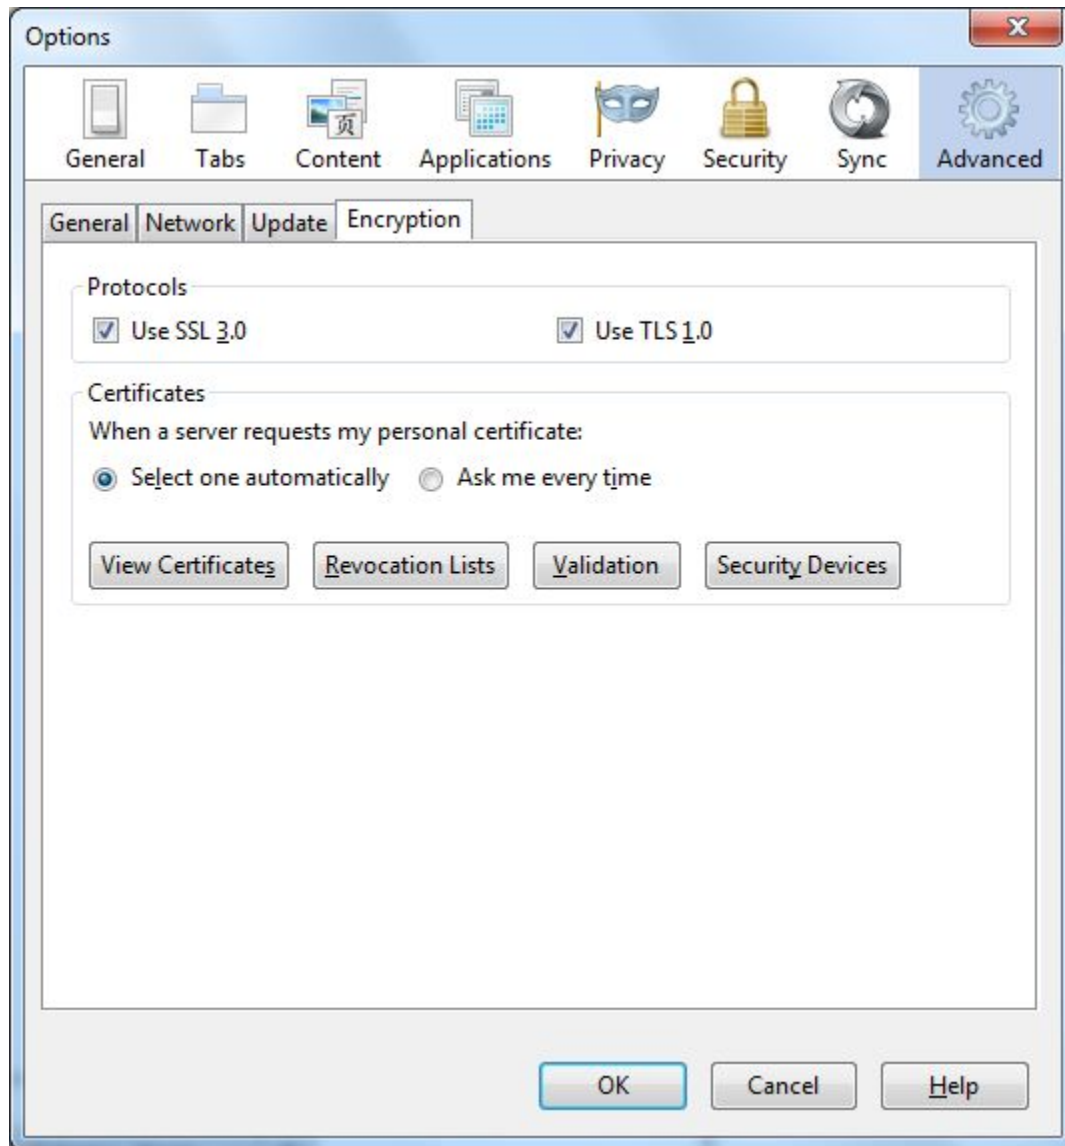 Options
页
General Tabs Content Applications Privacy Security Sync Advanced
General Network Update Encryption
Protocols
Use SSL 3.0 Use TLS 1.0
Certificates
When a server requests my personal certificate:
Select one automatically Ask me every time
View Certificates Revocation Lists Validation Security Devices
OK Cancel Help